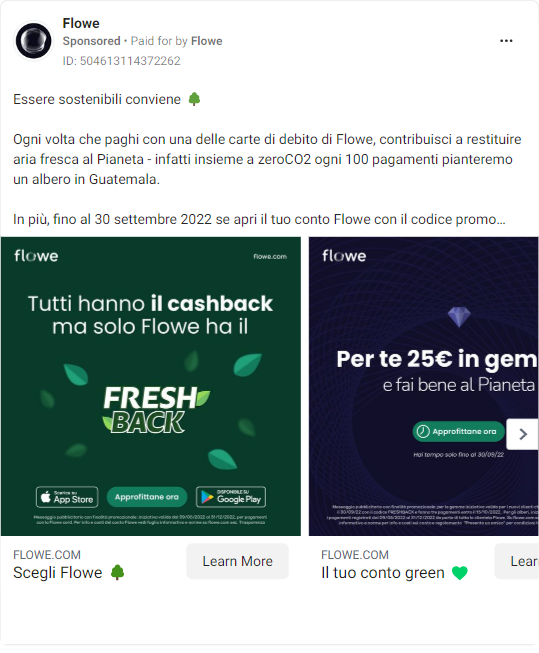 Flowe
Sponsored • Paid for by Flowe
ID: 504613114372262
Essere sostenibili conviene
Ogni volta che paghi con una delle carte di debito di Flowe, contribuisci a restituire
aria fresca al Pianeta - infatti insieme a zeroCO2 ogni 100 pagamenti pianteremo
un albero in Guatemala.
In più, fino al 30 settembre 2022 se apri il tuo conto Flowe con il codice promo...
flowe
flowe.com
Tutti hanno il cashback
ma solo Flowe ha il
FRESH
BACK
Scarica su
App Store
Approfittane ora
DISPONIBILE SU
Google Play
flowe
Per te 25€ in gem
e fai bene al Pianeta
Approfittane ora
Hai tempo solo fino al 30/09/22
FLOWE.COM
Scegli Flowe
Learn More
FLOWE.COM
Il tuo conto green
Lear